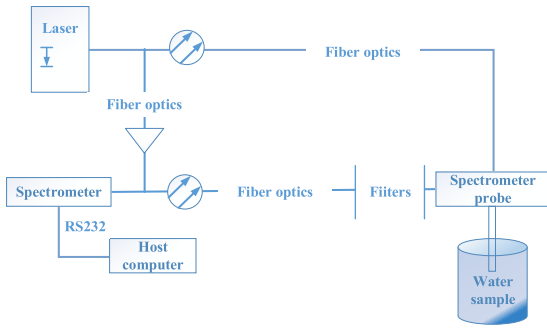 Laser
Fiber optics
Fiber optics
Spectrometer
Fiber optics
Fiiters
Spectrometer
probe
RS232
Host
computer
Water
sample